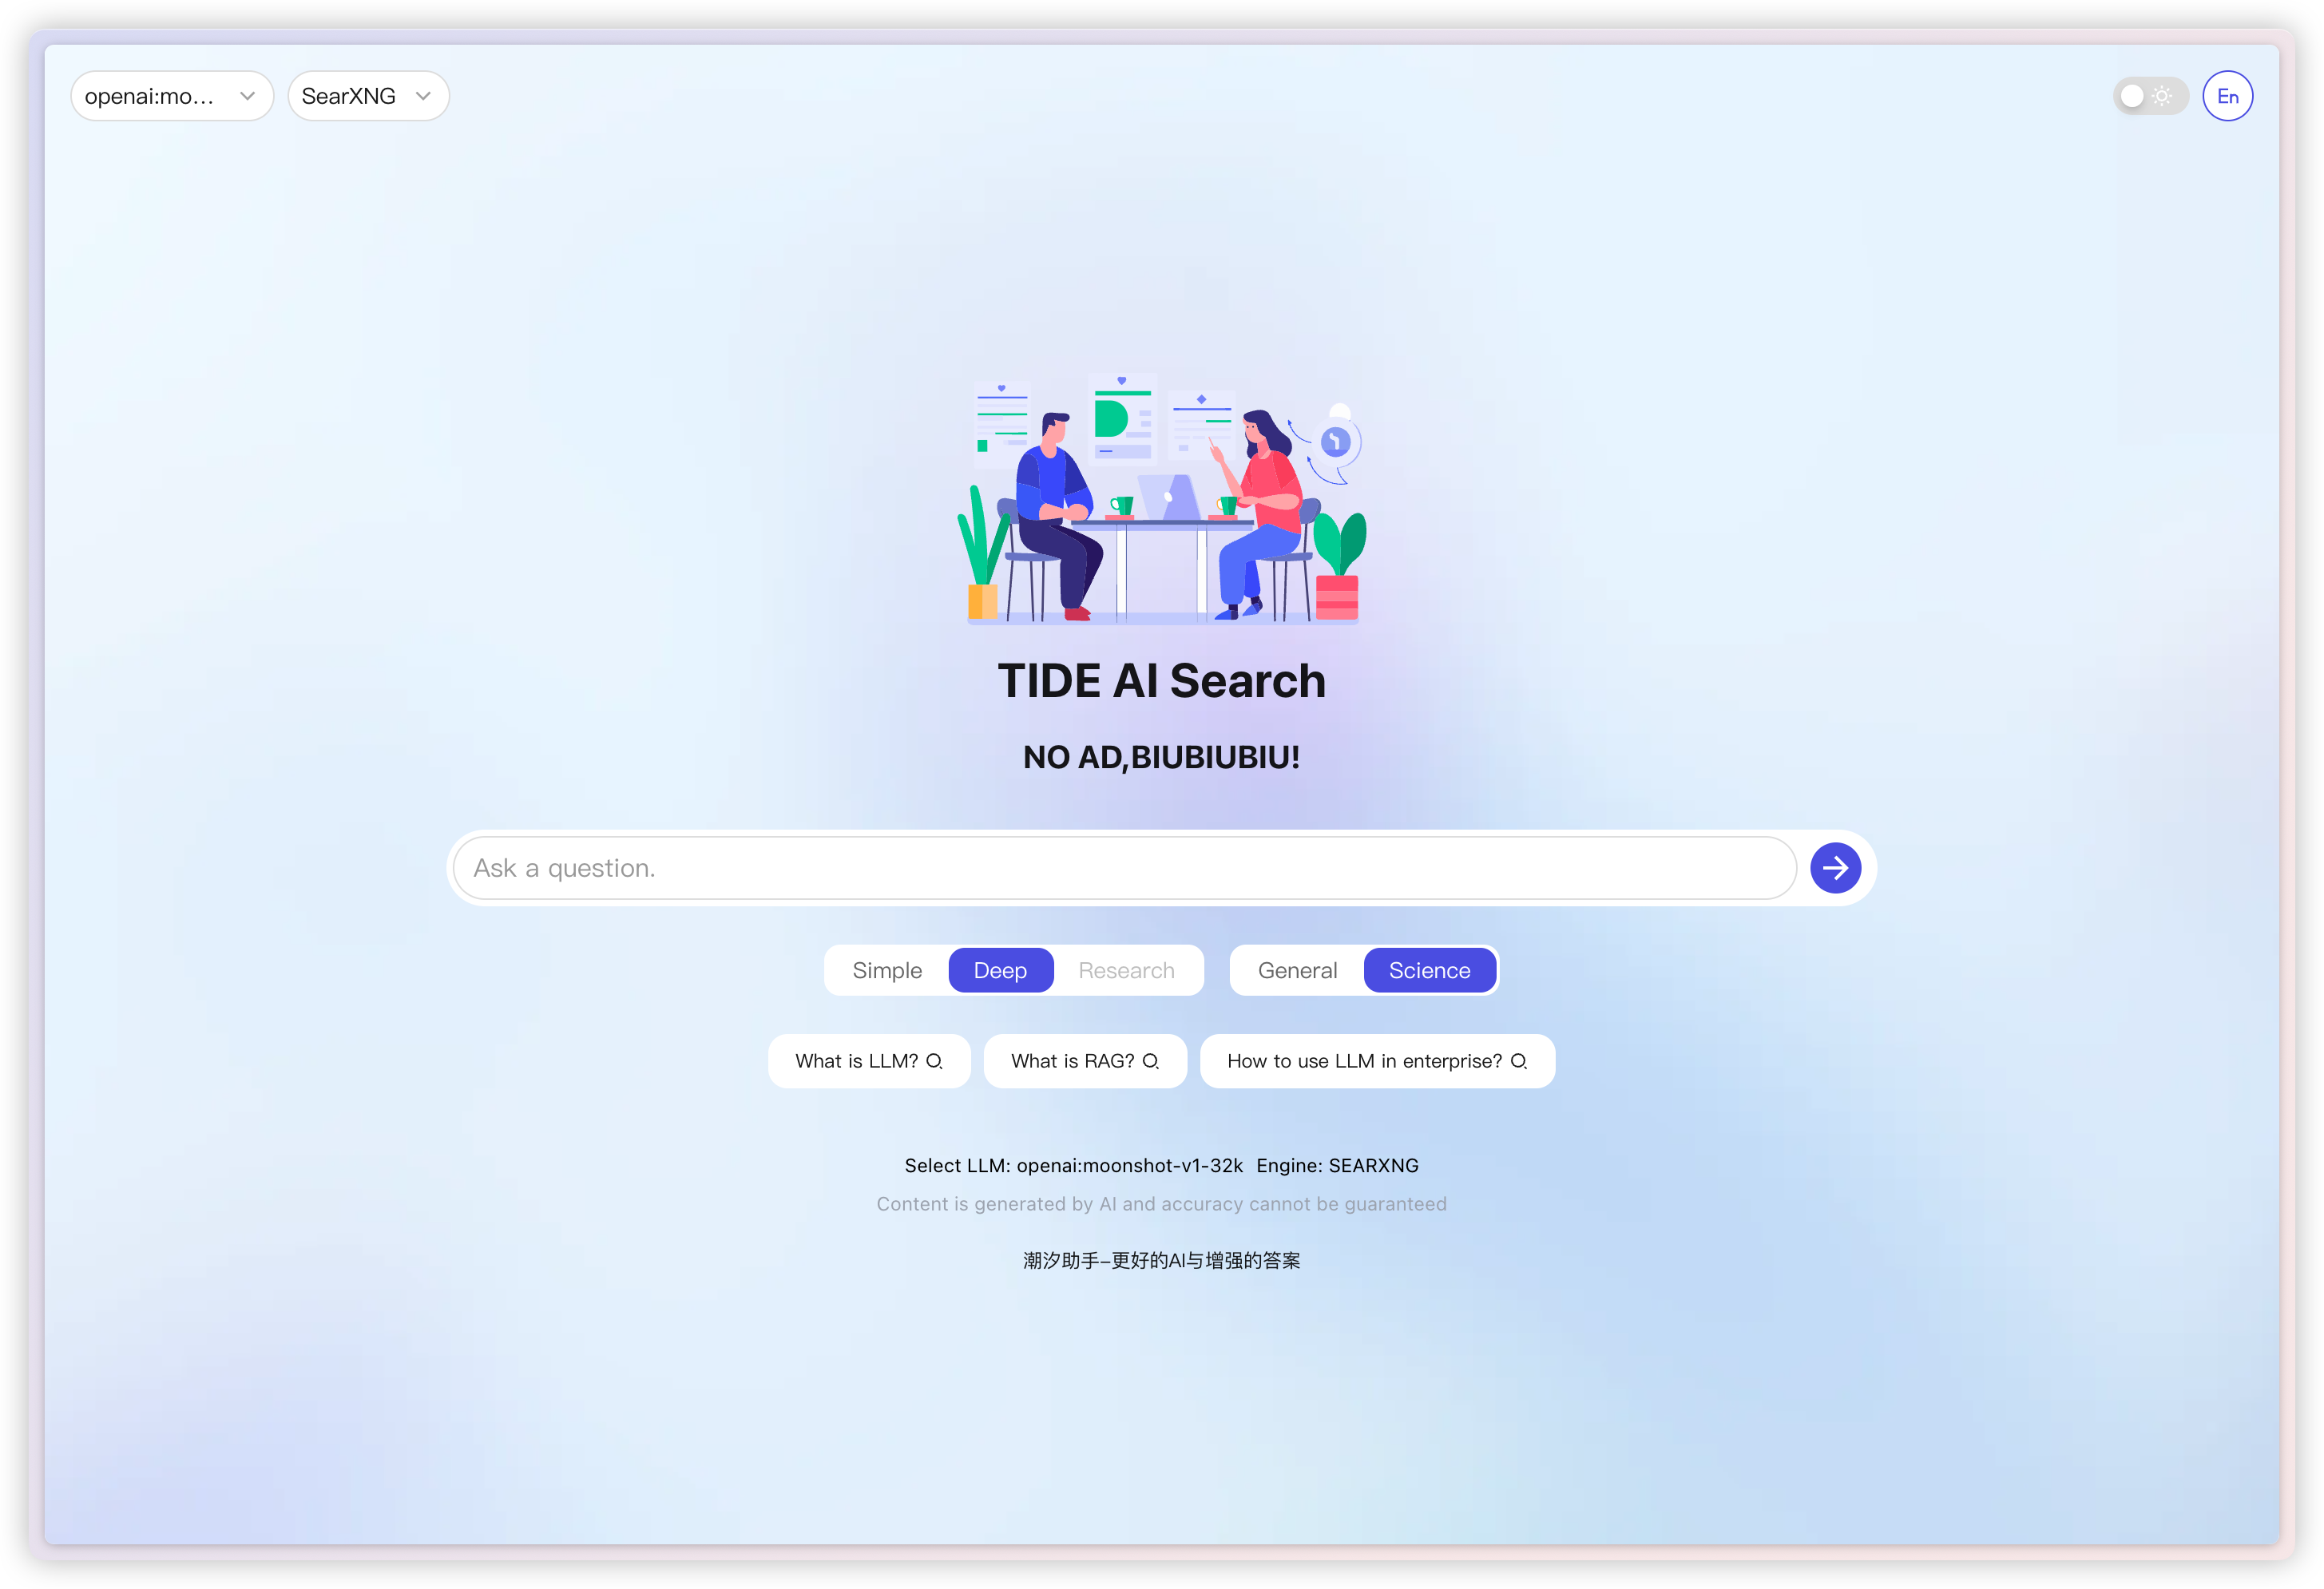 openai:mo...
SearXNG
En
TIDE AI Search
NO AD,BIUBIUBIU!
Ask a question.
Simple Deep Research General Science
What is LLM? What is RAG? How to use LLM in enterprise?
Select LLM: openai:moonshot-v1-32k Engine: SEARXNG
Content is generated by AI and accuracy cannot be guaranteed
潮汐助手–更好的AI与增强的答案